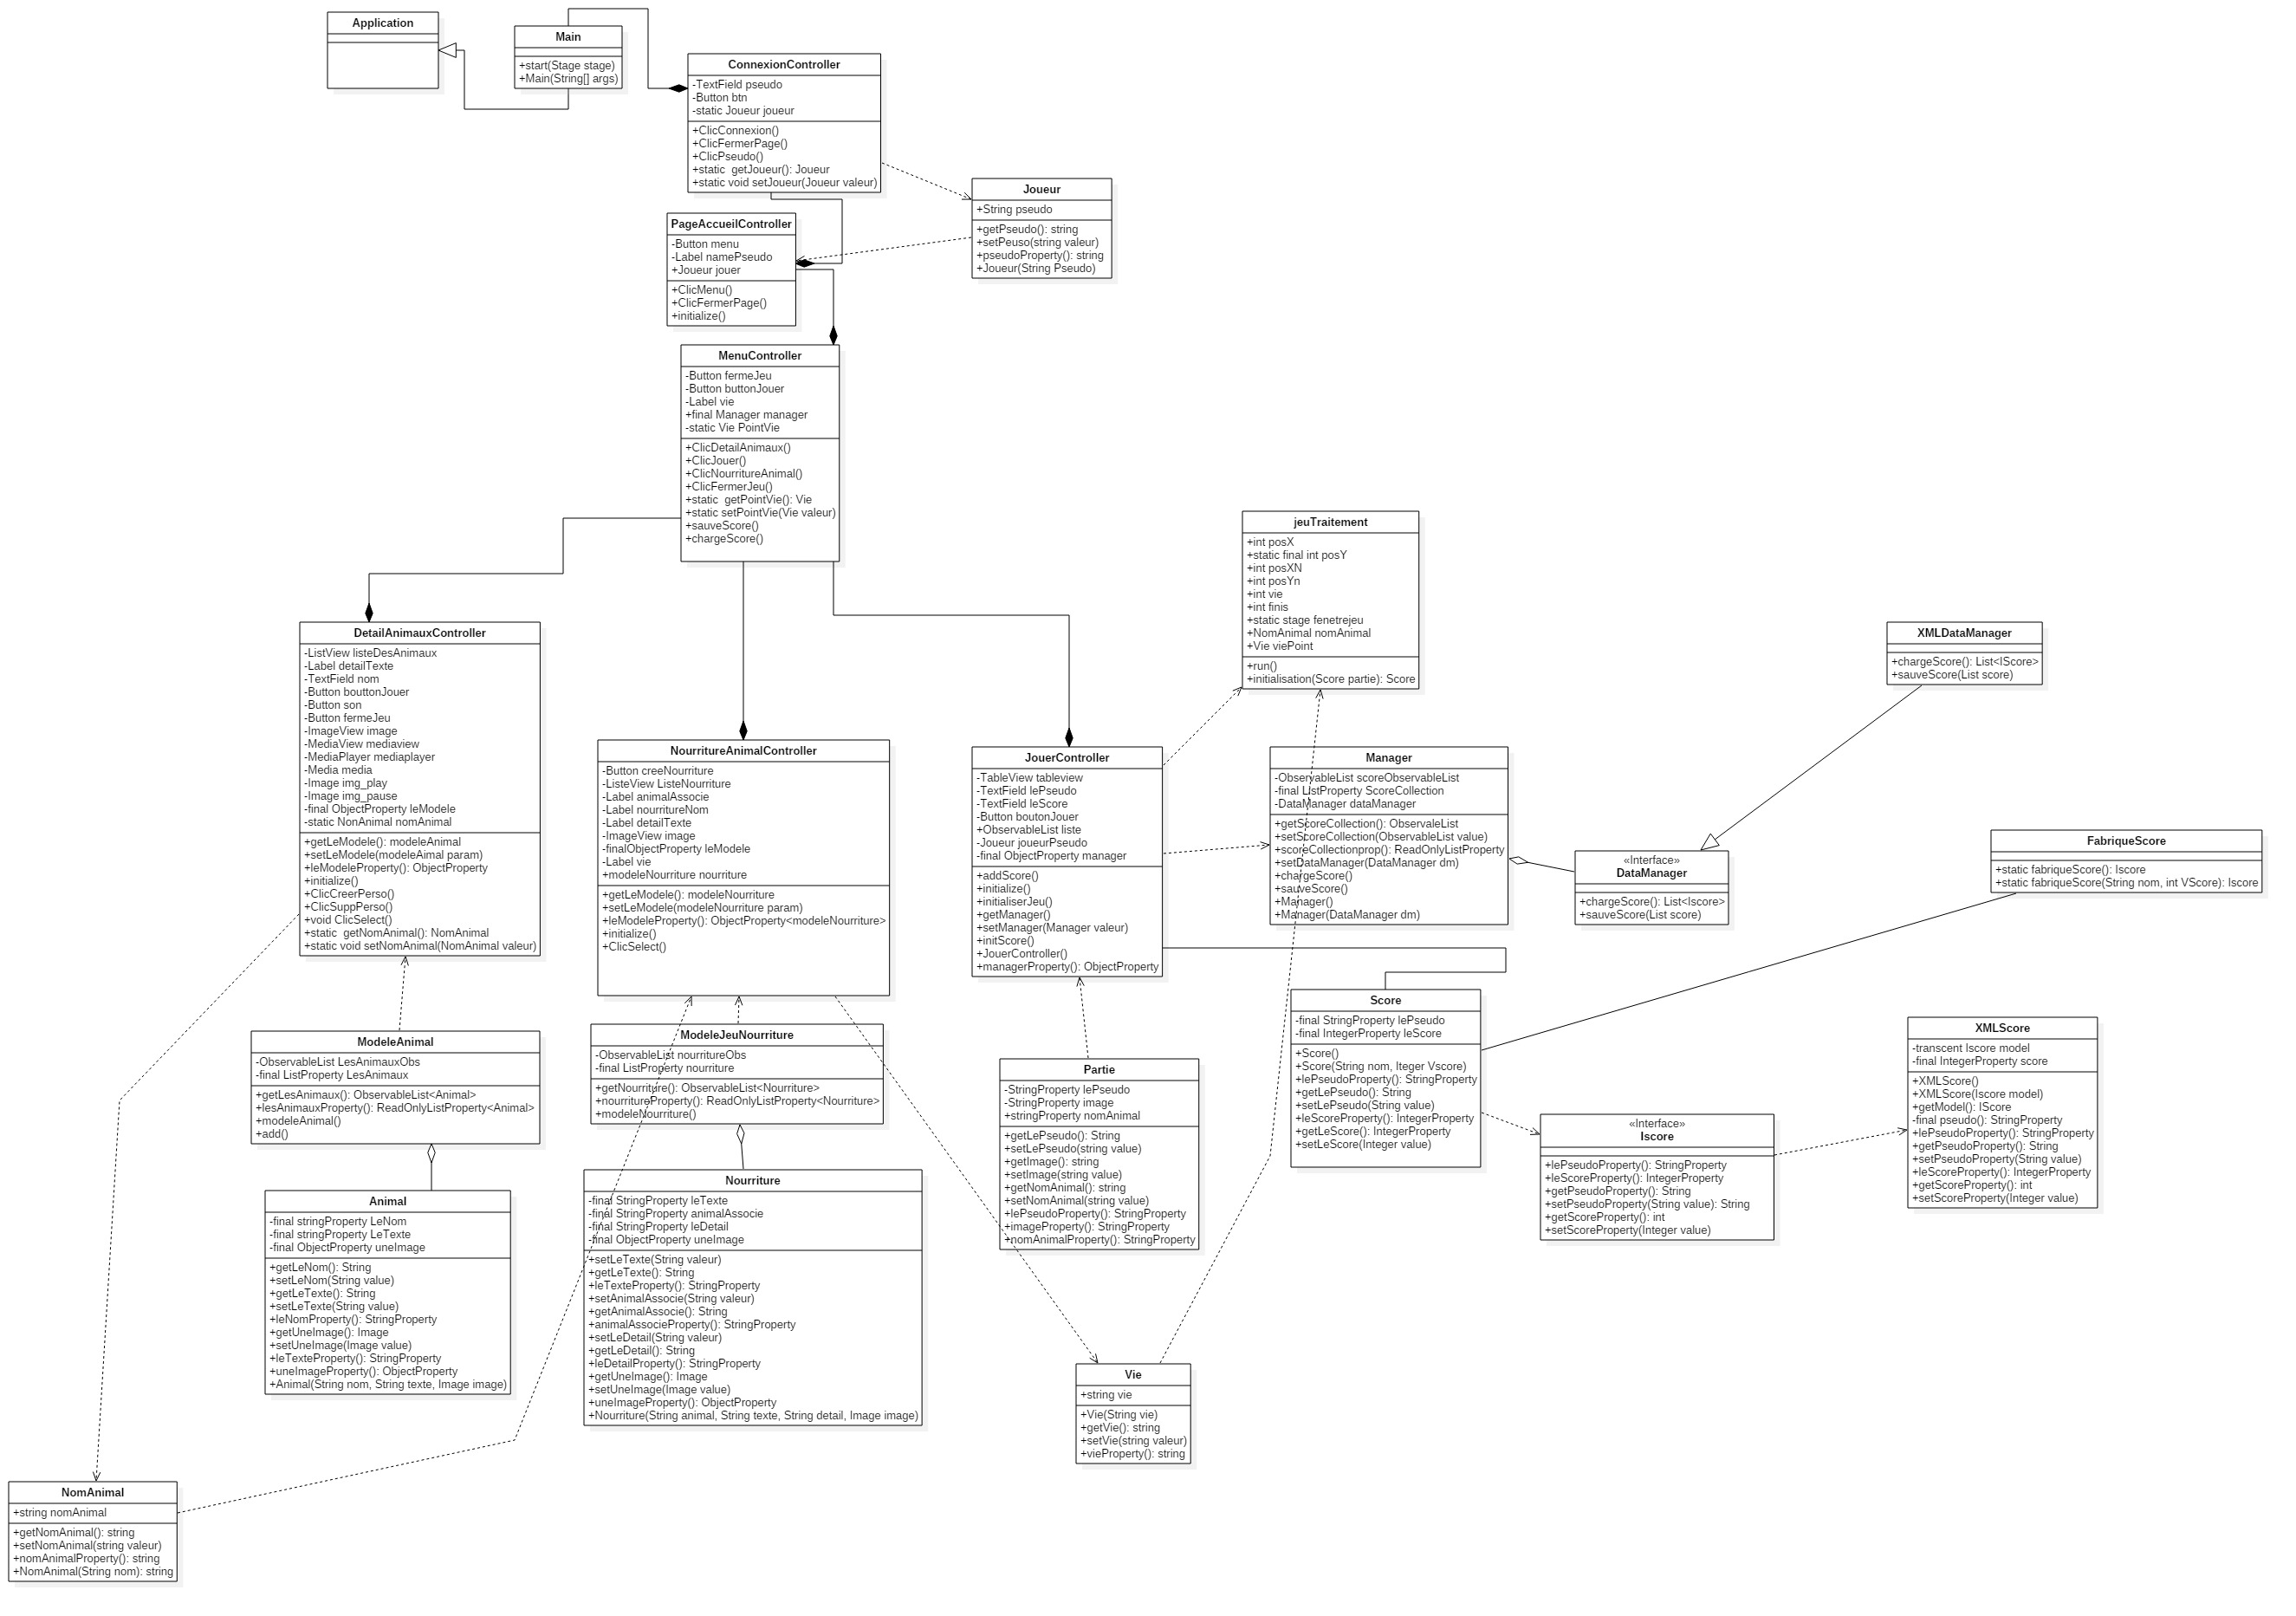 Application
Main
+start(Stage stage)
+Main(String[] args)
ConnexionController
-TextField pseudo
-Button btn
-static Joueur joueur
+ClicConnexion()
+ClicFermerPage()
+ClicPseudo()
+static  getJoueur(): Joueur
+static void setJoueur(Joueur valeur)
Joueur
+String pseudo
+getPseudo(): string
+setPeuso(string valeur)
+pseudoProperty(): string
+Joueur(String Pseudo)
PageAccueilController
-Button menu
-Label namePseudo
+Joueur jouer
+ClicMenu()
+ClicFermerPage()
+initialize()
MenuController
-Button fermeJeu
-Button buttonJouer
-Label vie
+final Manager manager
-static Vie PointVie
+ClicDetailAnimaux()
+ClicJouer()
+ClicNourritureAnimal()
+ClicFermerJeu()
+static  getPointVie(): Vie
+static setPointVie(Vie valeur)
+sauveScore()
+chargeScore()
jeuTraitement
+int posX
+static final int posY
+int posXN
+int posYn
+int vie
+int finis
+static stage fenetrejeu
+NomAnimal nomAnimal
+Vie viePoint
+run()
+initialisation(Score partie): Score
XMLDataManager
+chargeScore(): List<IScore>
+sauveScore(List score)
DetailAnimauxController
-ListView listeDesAnimaux
-Label detailTexte
-TextField nom
-Button bouttonJouer
-Button son
-Button fermeJeu
-ImageView image
-MediaView mediaview
-MediaPlayer mediaplayer
-Media media
-Image img_play
-Image img_pause
-final ObjectProperty leModele
-static NonAnimal nomAnimal
+getLeModele(): modeleAnimal
+setLeModele(modeleAimal param)
+leModeleProperty(): ObjectProperty
+initialize()
+ClicCreerPerso()
+ClicSuppPerso()
+void ClicSelect()
+static  getNomAnimal(): NomAnimal
+static void setNomAnimal(NomAnimal valeur)
NourritureAnimalController
-Button creeNourriture
-ListeView ListeNourriture
-Label animalAssocie
-Label nourritureNom
-Label detailTexte
-ImageView image
-finalObjectProperty leModele
-Label vie
+modeleNourriture nourriture
+getLeModele(): modeleNourriture
+setLeModele(modeleNourriture param)
+leModeleProperty(): ObjectProperty<modeleNourriture>
+initialize()
+ClicSelect()
JouerController
-TableView tableview
-TextField lePseudo
-TextField leScore
-Button boutonJouer
+ObservableList liste
-Joueur joueurPseudo
-final ObjectProperty manager
+addScore()
+initialize()
+initialiserJeu()
+getManager()
+setManager(Manager valeur)
+initScore()
+JouerController()
+managerProperty(): ObjectProperty
Manager
-ObservableList scoreObservableList
-final ListProperty ScoreCollection
-DataManager dataManager
+getScoreCollection(): ObservaleList
+setScoreCollection(ObservableList value)
+scoreCollectionprop(): ReadOnlyListProperty
+setDataManager(DataManager dm)
+chargeScore()
+sauveScore()
+Manager()
+Manager(DataManager dm)
«Interface»
DataManager
+chargeScore(): List<Iscore>
+sauveScore(List score)
FabriqueScore
+static fabriqueScore(): Iscore
+static fabriqueScore(String nom, int VScore): Iscore
Score
-final StringProperty lePseudo
-final IntegerProperty leScore
+Score()
+Score(String nom, Iteger Vscore)
+lePseudoProperty(): StringProperty
+getLePseudo(): String
+setLePseudo(String value)
+leScoreProperty(): IntegerProperty
+getLeScore(): IntegerProperty
+setLeScore(Integer value)
XMLScore
-transcent Iscore model
-final IntegerProperty score
+XMLScore()
+XMLScore(Iscore model)
+getModel(): IScore
-final pseudo(): StringProperty
+lePseudoProperty(): StringProperty
+getPseudoProperty(): String
+setPseudoProperty(String value)
+leScoreProperty(): IntegerProperty
+getScoreProperty(): int
+setScoreProperty(Integer value)
«Interface»
Iscore
+lePseudoProperty(): StringProperty
+leScoreProperty(): IntegerProperty
+getPseudoProperty(): String
+setPseudoProperty(String value): String
+getScoreProperty(): int
+setScoreProperty(Integer value)
ModeleAnimal
-ObservableList LesAnimauxObs
-final ListProperty LesAnimaux
+getLesAnimaux(): ObservableList<Animal>
+lesAnimauxProperty(): ReadOnlyListProperty<Animal>
+modeleAnimal()
+add()
ModeleJeuNourriture
-ObservableList nourritureObs
-final ListProperty nourriture
+getNourriture(): ObservableList<Nourriture>
+nourritureProperty(): ReadOnlyListProperty<Nourriture>
+modeleNourriture()
Partie
-StringProperty lePseudo
-StringProperty image
+stringProperty nomAnimal
+getLePseudo(): String
+setLePseudo(string value)
+getImage(): string
+setImage(string value)
+getNomAnimal(): string
+setNomAnimal(string value)
+lePseudoProperty(): StringProperty
+imageProperty(): StringProperty
+nomAnimalProperty(): StringProperty
Animal
-final stringProperty LeNom
-final stringProperty LeTexte
-final ObjectProperty uneImage
+getLeNom(): String
+setLeNom(String value)
+getLeTexte(): String
+setLeTexte(String value)
+leNomProperty(): StringProperty
+getUneImage(): Image
+setUneImage(Image value)
+leTexteProperty(): StringProperty
+uneImageProperty(): ObjectProperty
+Animal(String nom, String texte, Image image)
Nourriture
-final StringProperty leTexte
-final StringProperty animalAssocie
-final StringProperty leDetail
-final ObjectProperty uneImage
+setLeTexte(String valeur)
+getLeTexte(): String
+leTexteProperty(): StringProperty
+setAnimalAssocie(String valeur)
+getAnimalAssocie(): String
+animalAssocieProperty(): StringProperty
+setLeDetail(String valeur)
+getLeDetail(): String
+leDetailProperty(): StringProperty
+getUneImage(): Image
+setUneImage(Image value)
+uneImageProperty(): ObjectProperty
+Nourriture(String animal, String texte, String detail, Image image)
Vie
+string vie
+Vie(String vie)
+getVie(): string
+setVie(string valeur)
+vieProperty(): string
NomAnimal
+string nomAnimal
+getNomAnimal(): string
+setNomAnimal(string valeur)
+nomAnimalProperty(): string
+NomAnimal(String nom): string